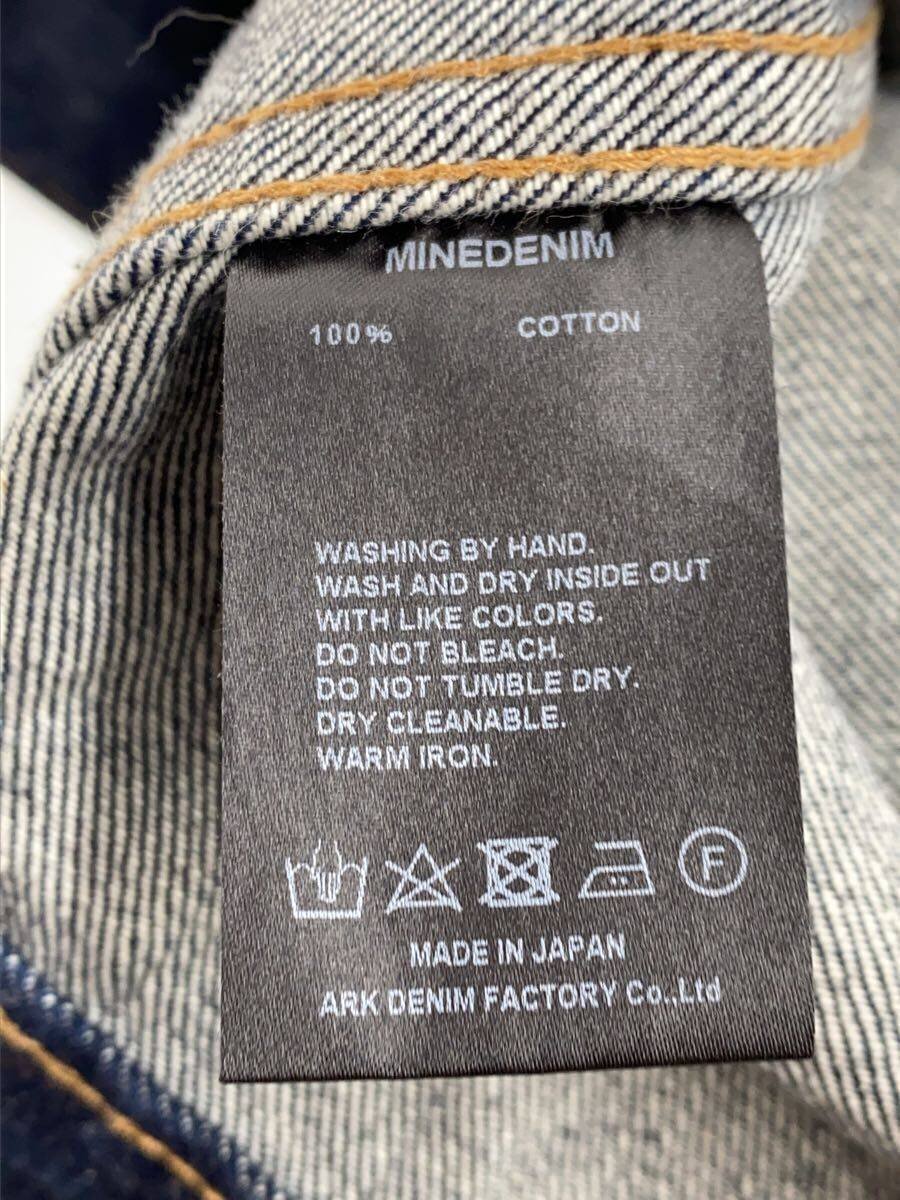 MINEDENIM
100% COTTON
WASHING BY HAND.
WASH AND DRY INSIDE OUT
WITH LIKE COLORS.
DO NOT BLEACH.
DO NOT TUMBLE DRY.
DRY CLEANABLE.
WARM IRON.
F
MADE IN JAPAN
ARK DENIM FACTORY Co.,Ltd